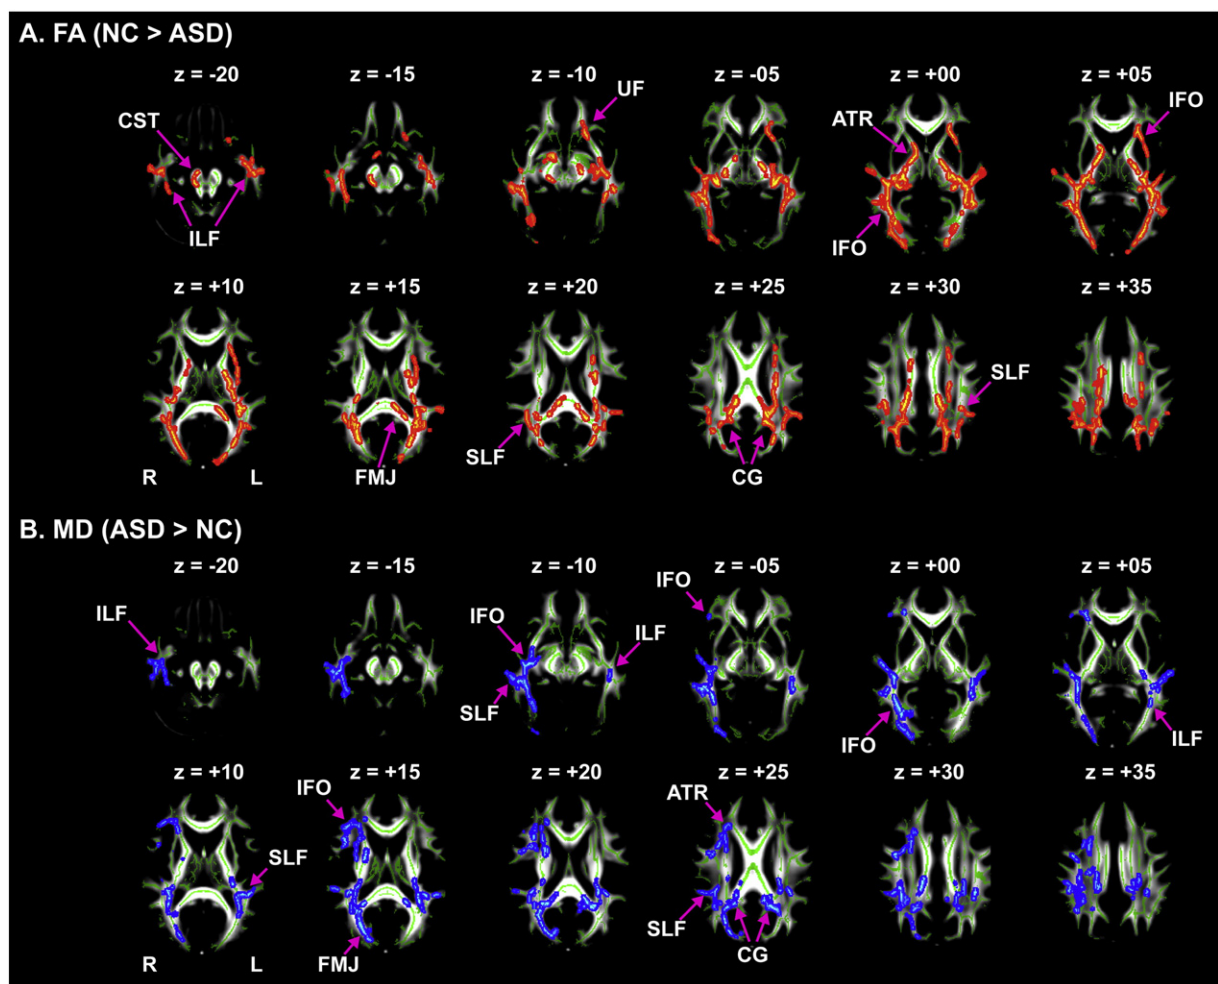 A. FA (NC > ASD)
z = -20 z = -15 z = -10 z = -05 z = +00 z = +05
UF
IFO
CST
ATR
ILF
IFO
z = +10 z = +15 z = +20 z = +25 z = +30 z = +35
SLF
SLF
R L FMJ CG
B. MD (ASD > NC)
z = -20 z = -15 z = -10 z = -05 z = +00 z = +05
IFO
ILF IFO
ILF
SLF
IFO ILF
z = +10 z = +15 z = +20 z = +25 z = +30 z = +35
IFO ATR
SLF
SLF
R L FMJ CG